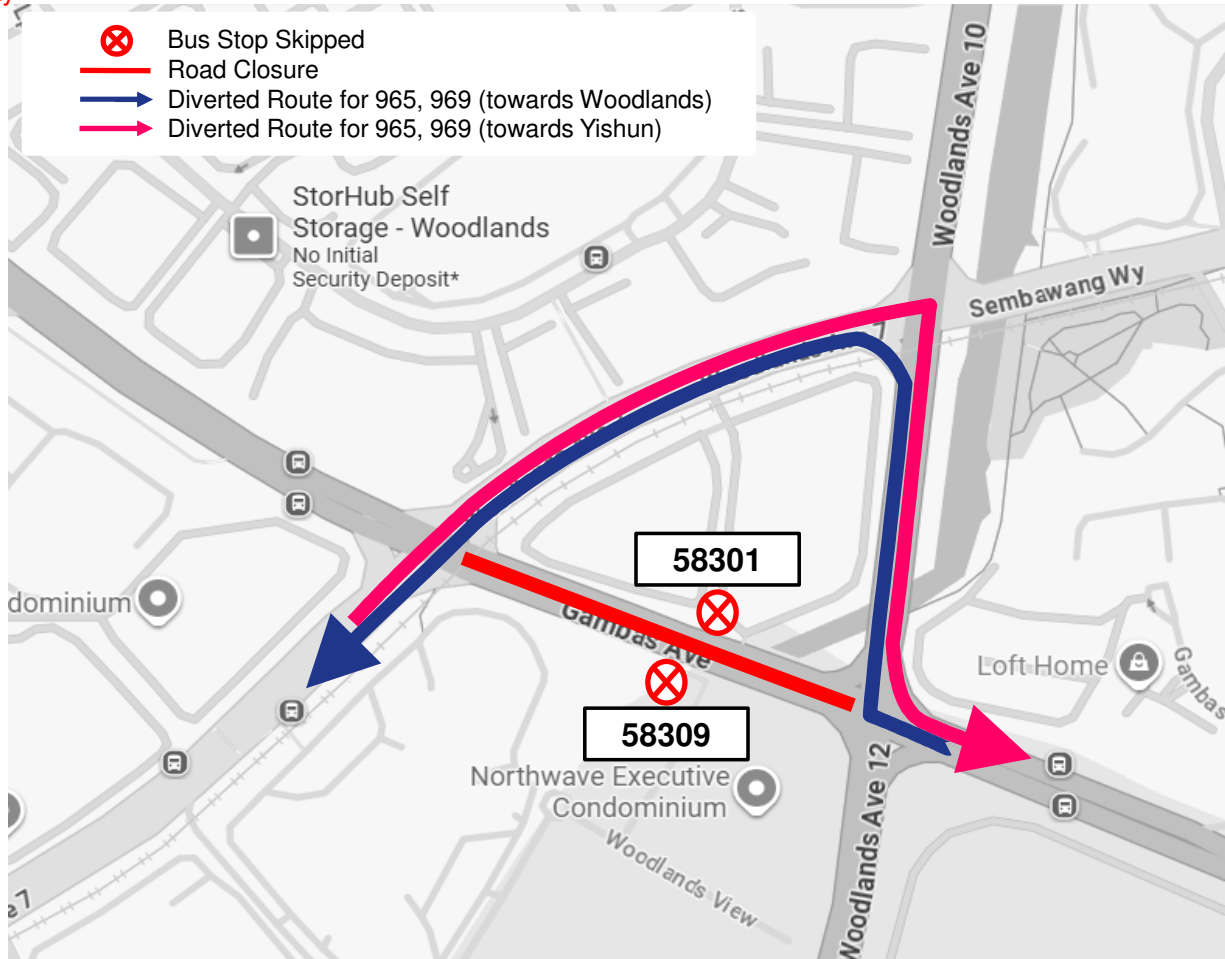 Bus Stop Skipped
Road Closure
Diverted Route for 965, 969 (towards Woodlands)
Diverted Route for 965, 969 (towards Yishun)
Woodlands Ave 10
StorHub Self
Storage - Woodlands
No Initial
Security Deposit*
Sembawang Wy
58301
dominium
Gambas Ave
Loft Home
Gambas
58309
Northwave Executive
Condominium
Woodlands Ave 12
Woodlands View
e7